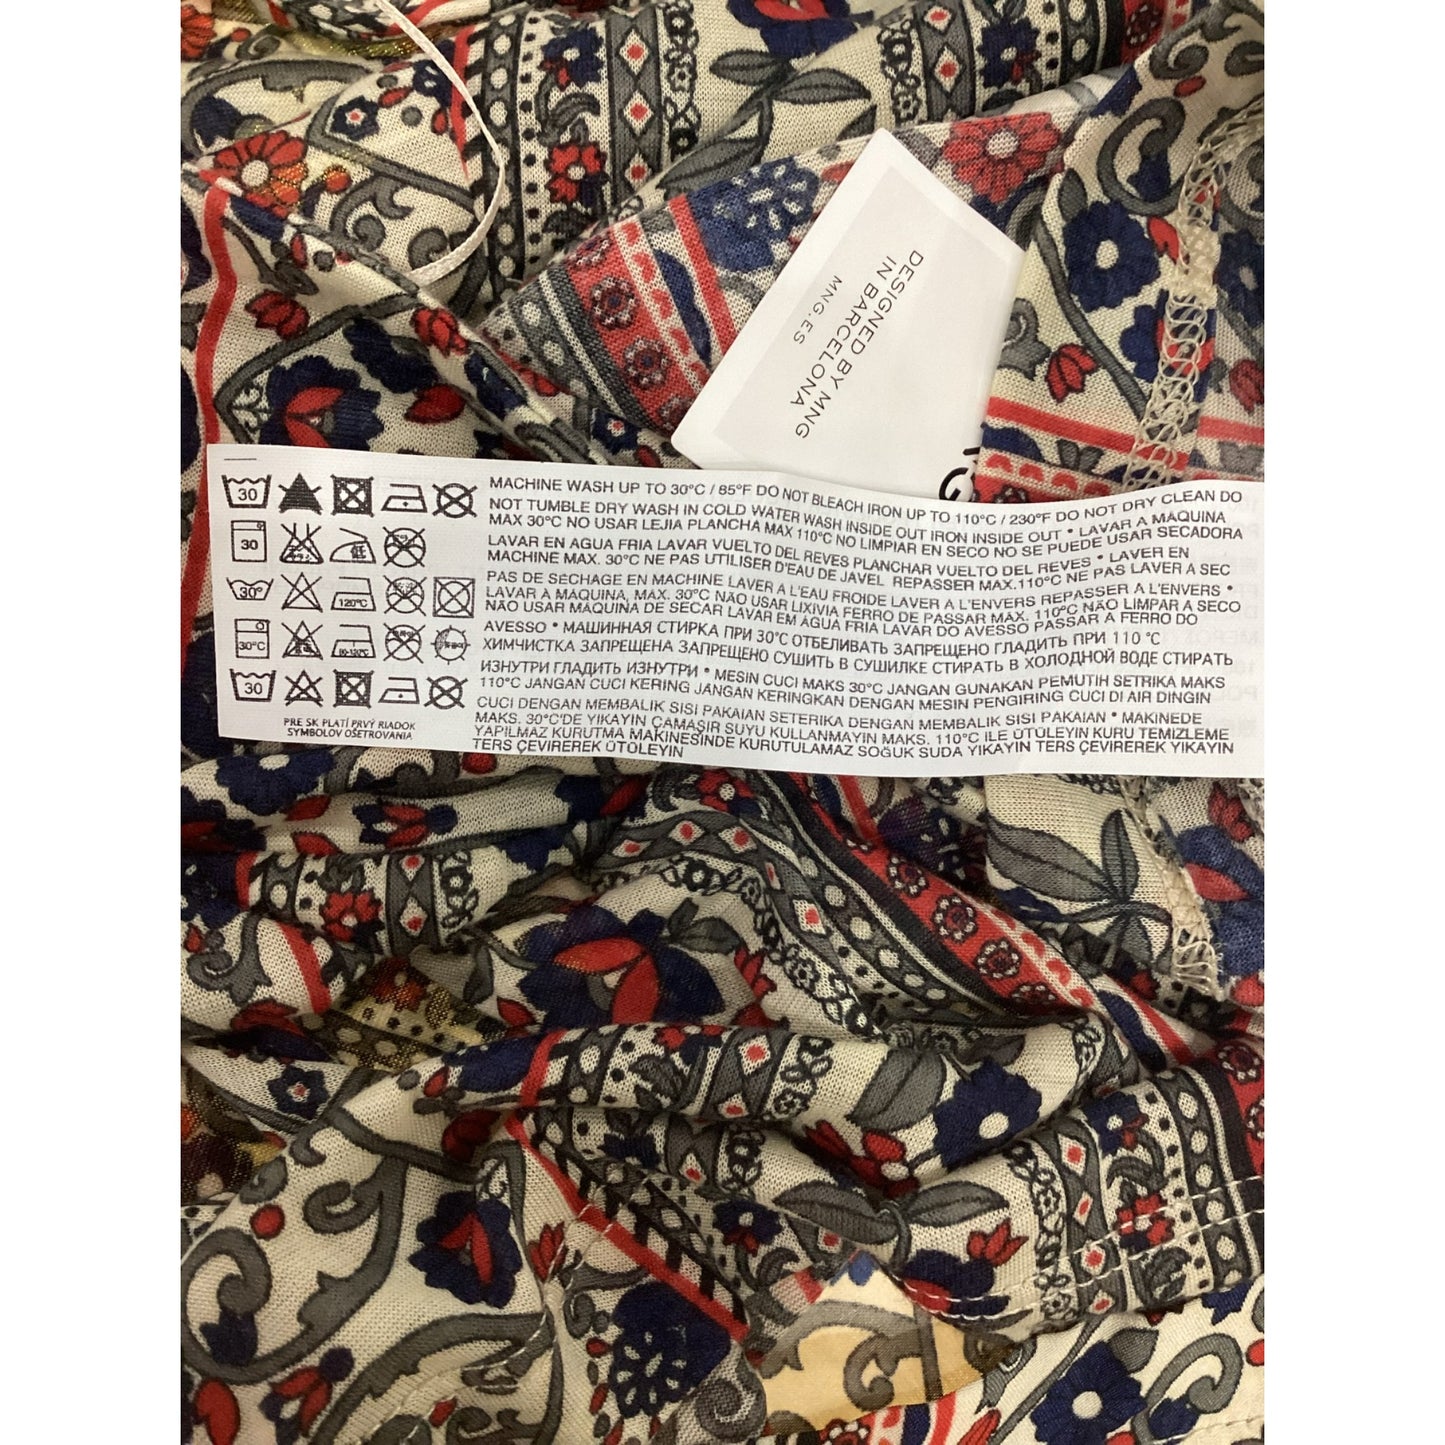 DESIGNED BY MNG
IN BARCELONA
MNG.ES
G
30
30
30°
120°C
30°C
30
PRE SK PLATÍ PRVÝ RIADOK
SYMBOLOV OŠETROVANIA
MACHINE WASH UP TO 30°C / 85°F DO NOT BLEACH IRON UP TO 110°C / 230°F DO NOT DRY CLEAN DO
NOT TUMBLE DRY WASH IN COLD WATER WASH INSIDE OUT IRON INSIDE OUT * LAVAR A MAQUINA
MAX 30°C NO USAR LEJIA PLANCHA MAX 110°C NO LIMPIAR EN SECO NO SE PUEDE USAR SECADORA
LAVAR EN AGUA FRIA LAVAR VUELTO DEL REVES PLANCHAR VUELTO DEL REVES * LAVER EN
MACHINE MAX. 30°C NE PAS UTILISER D'EAU DE JAVEL REPASSER MAX.110°C NE PAS LAVER A SEC
PAS DE SÉCHAGE EN MACHINE LAVER A L'EAU FROIDE LAVER A L'ENVERS REPASSER A L'ENVERS *
LAVAR A MÁQUINA, MAX. 30°C NÃO USAR LIXÍVIA FERRO DE PASSAR MAX. 110°C NÃO LIMPAR A SECO
NÃO USAR MÁQUINA DE SECAR LAVAR EM ÁGUA FRIA LAVAR DO AVESSO PASSAR A FERRO DO
AVESSO * МАШИННАЯ СТИРКА ПРИ 30°C ОТБЕЛИВАТЬ ЗАПРЕЩЕНО ГЛАДИТЬ ПРИ 110 °C
ХИМЧИСТКА ЗАПРЕЩЕНА ЗАПРЕЩЕНО СУШИТЬ В СУШИЛКЕ СТИРАТЬ В ХОЛОДНОЙ ВОДЕ СТИРАТЬ
ИЗНУТРИ ГЛАДИТЬ ИЗНУТРИ * MESIN CUCI MAKS 30°C JANGAN GUNAKAN PEMUTIH SETRIKA MAKS
110°C JANGAN CUCI KERING JANGAN KERINGKAN DENGAN MESIN PENGIRING CUCI DI AIR DINGIN
CUCI DENGAN MEMBALIK SISI PAKAIAN SETERIKA DENGAN MEMBALIK SISI PAKAIAN * MAKINEDE
MAKS. 30°C'DE YIKAYIN ÇAMAŞIR SUYU KULLANMAYIN MAKS. 110°C ILE ÜTÜLEYIN KURU TEMIZLEME
YAPILMAZ KURUTMA MAKİNESİNDE KURUTULAMAZ SOĞUK SUDA YIKAYIN TERS ÇEVİREREK YIKAYIN
TERS ÇEVİREREK ÜTÜLEYİN